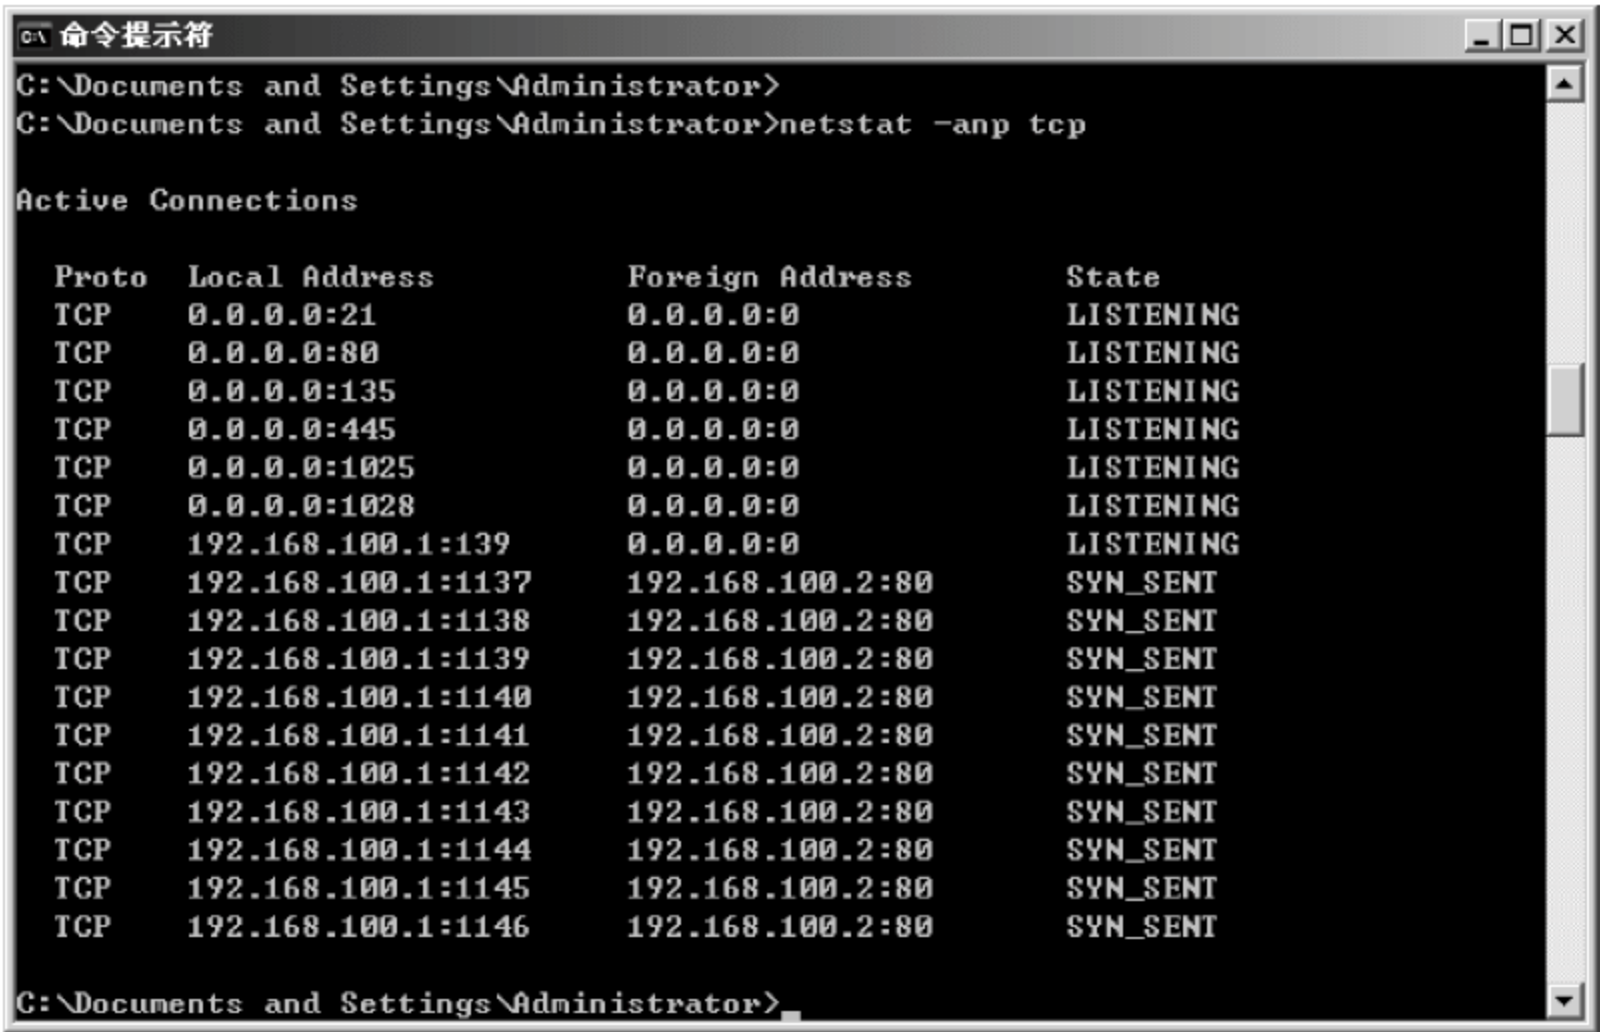 命令提示符
C:\Documents and Settings\Administrator>
C:\Documents and Settings\Administrator>netstat -anp tcp
Active Connections
Proto Local Address Foreign Address State
TCP 0.0.0.0:21 0.0.0.0:0 LISTENING
TCP 0.0.0.0:80 0.0.0.0:0 LISTENING
TCP 0.0.0.0:135 0.0.0.0:0 LISTENING
TCP 0.0.0.0:445 0.0.0.0:0 LISTENING
TCP 0.0.0.0:1025 0.0.0.0:0 LISTENING
TCP 0.0.0.0:1028 0.0.0.0:0 LISTENING
TCP 192.168.100.1:139 0.0.0.0:0 LISTENING
TCP 192.168.100.1:1137 192.168.100.2:80 SYN_SENT
TCP 192.168.100.1:1138 192.168.100.2:80 SYN_SENT
TCP 192.168.100.1:1139 192.168.100.2:80 SYN_SENT
TCP 192.168.100.1:1140 192.168.100.2:80 SYN_SENT
TCP 192.168.100.1:1141 192.168.100.2:80 SYN_SENT
TCP 192.168.100.1:1142 192.168.100.2:80 SYN_SENT
TCP 192.168.100.1:1143 192.168.100.2:80 SYN_SENT
TCP 192.168.100.1:1144 192.168.100.2:80 SYN_SENT
TCP 192.168.100.1:1145 192.168.100.2:80 SYN_SENT
TCP 192.168.100.1:1146 192.168.100.2:80 SYN_SENT
C:\Documents and Settings\Administrator>_